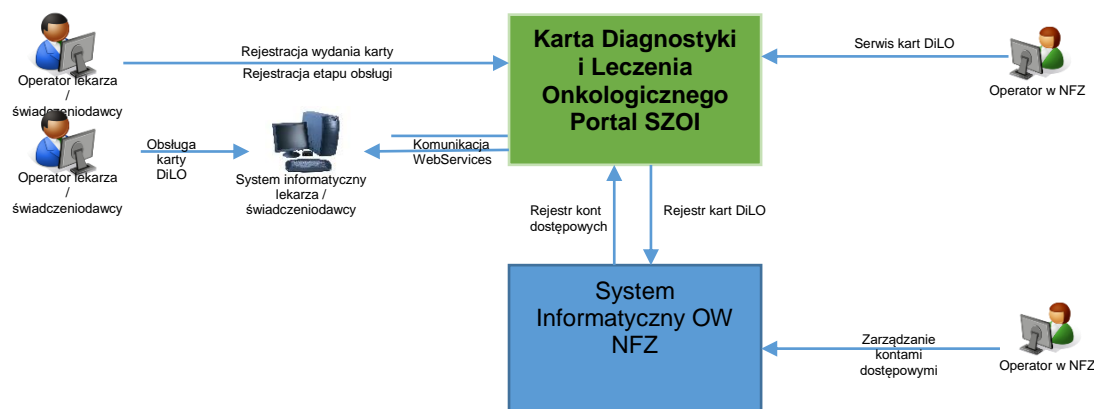 Karta Diagnostyki
i Leczenia
Onkologicznego
Portal SZOI
Rejestracja wydania karty
Rejestracja etapu obsługi
Operator lekarza
/
świadczeniodawcy
Serwis kart DiLO
Operator w NFZ
Operator lekarza
/
świadczeniodawcy
Obsługa
karty
DiLO
System informatyczny
lekarza /
świadczeniodawcy
Komunikacja
WebServices
Rejestr kont
dostępowych
Rejestr kart DiLO
System
Informatyczny OW
NFZ
Zarządzanie
kontami
dostępowymi
Operator w NFZ